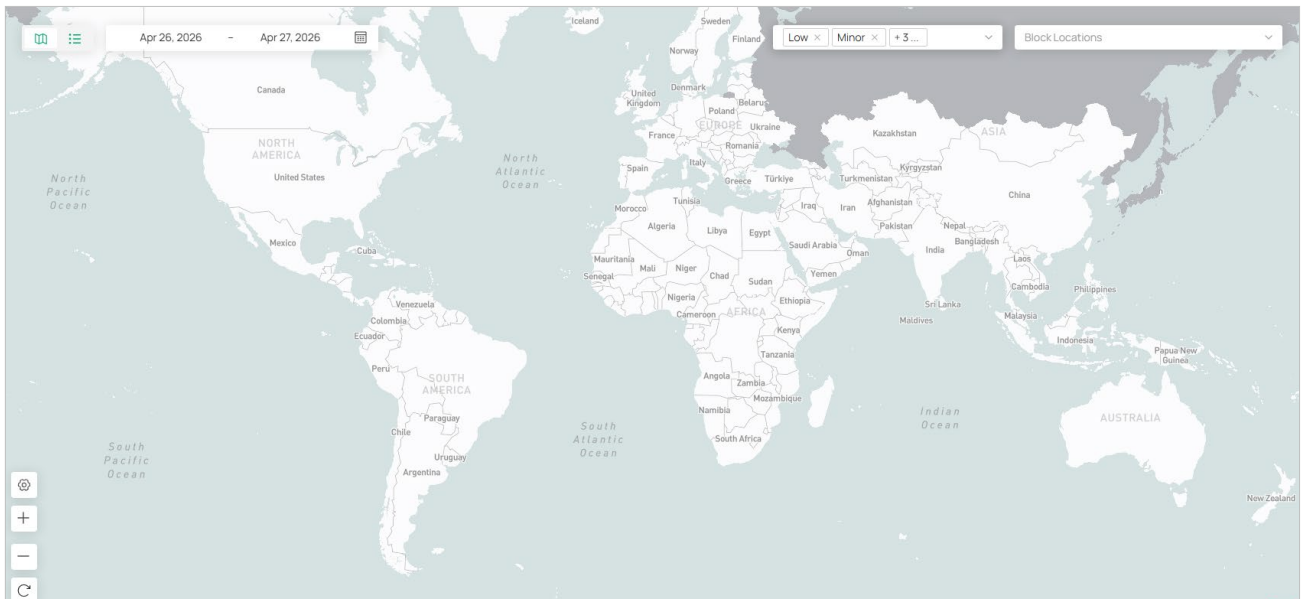 Apr 26, 2026 – Apr 27, 2026
Low × Minor × + 3 ...
Block Locations
Iceland
Sweden
Finland
Norway
Canada
Denmark
United
Kingdom
Poland
Belarus
EUROPE
Ukraine
France
Romania
Kazakhstan
ASIA
NORTH
AMERICA
North
Atlantic
Ocean
Italy
Spain
Kyrgyzstan
United States
North
Pacific
Ocean
Greece
Türkiye
Turkmenistan
China
Morocco
Tunisia
Iraq
Iran
Afghanistan
Algeria
Libya
Egypt
Pakistan
Nepal
Mexico
Cuba
Saudi Arabia
Oman
India
Bangladesh
Mauritania
Mali
Niger
Chad
Sudan
Yemen
Laos
Senegal
Cambodia
Philippines
Venezuela
Nigeria
Ethiopia
Sri Lanka
Colombia
Cameroon
AFRICA
Maldives
Malaysia
Ecuador
Kenya
Indonesia
Tanzania
Papua New
Guinea
Peru
SOUTH
AMERICA
Angola
Zambia
Mozambique
Namibia
Indian
Ocean
AUSTRALIA
Paraguay
Chile
South
Atlantic
Ocean
South Africa
South
Pacific
Ocean
Uruguay
Argentina
New Zealand